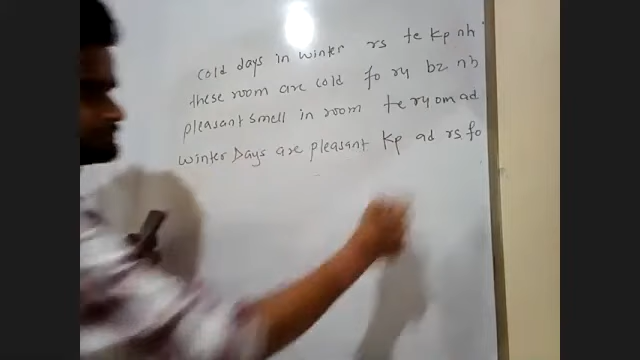 cold days in winter rs te kp nh
these room are cold fo ry bz nh
pleasant smell in room te ry om ad
winter Days are pleasant kp ad rs fo